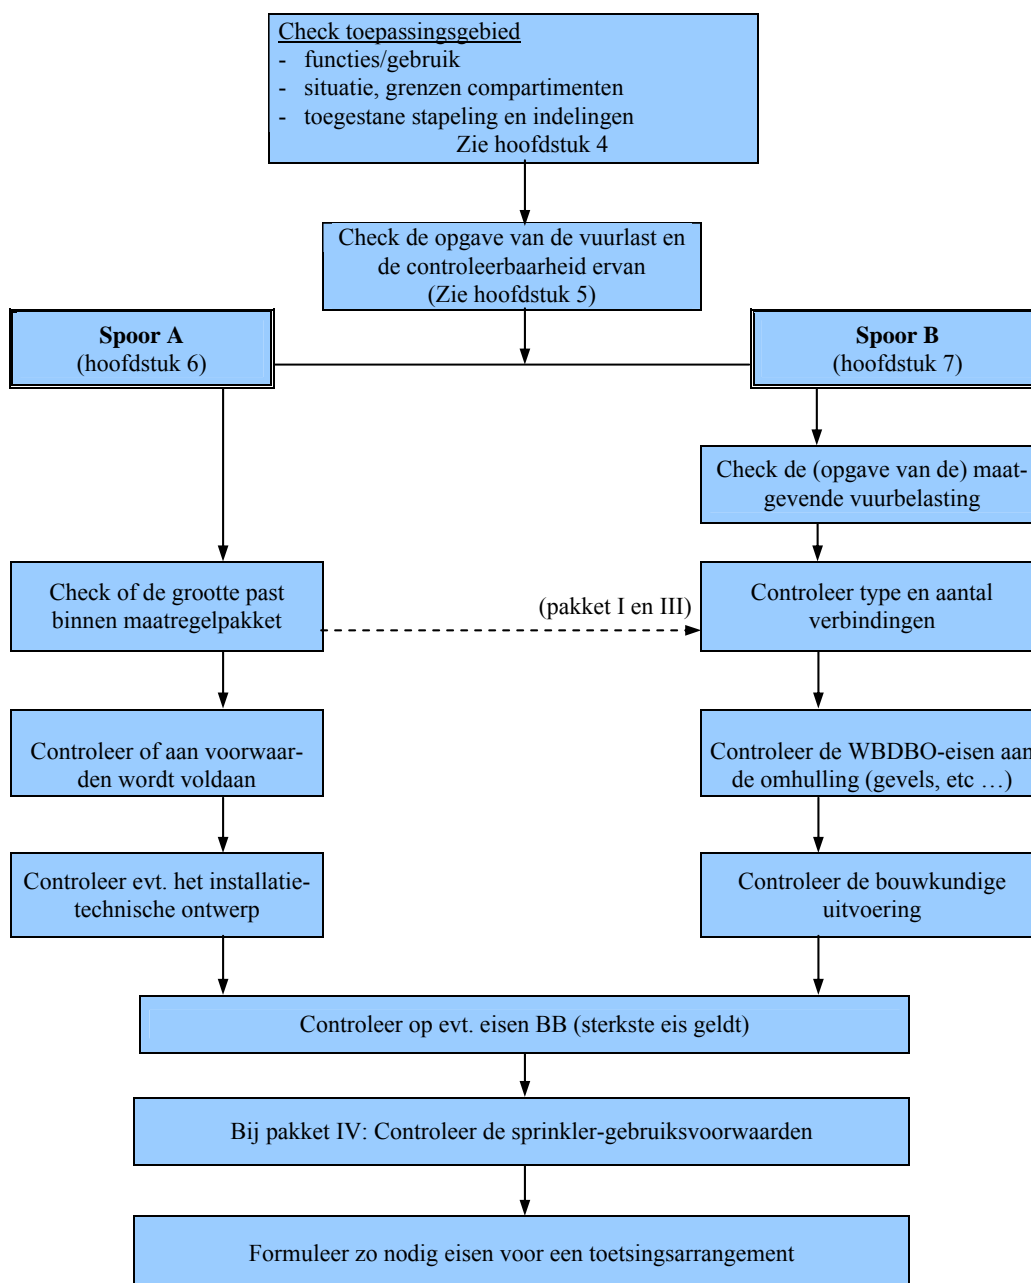 Check toepassingsgebied
- functies/gebruik
- situatie, grenzen compartimenten
- toegestane stapeling en indelingen
Zie hoofdstuk 4
Check de opgave van de vuurlast en
de controleerbaarheid ervan
(Zie hoofdstuk 5)
Spoor A
(hoofdstuk 6)
Spoor B
(hoofdstuk 7)
Check de (opgave van de) maat-
gevende vuurbelasting
Check of de grootte past
binnen maatregelpakket
(pakket I en III)
Controleer type en aantal
verbindingen
Controleer of aan voorwaar-
den wordt voldaan
Controleer de WBDBO-eisen aan
de omhulling (gevels, etc …)
Controleer evt. het installatie-
technische ontwerp
Controleer de bouwkundige
uitvoering
Controleer op evt. eisen BB (sterkste eis geldt)
Bij pakket IV: Controleer de sprinkler-gebruiksvoorwaarden
Formuleer zo nodig eisen voor een toetsingsarrangement